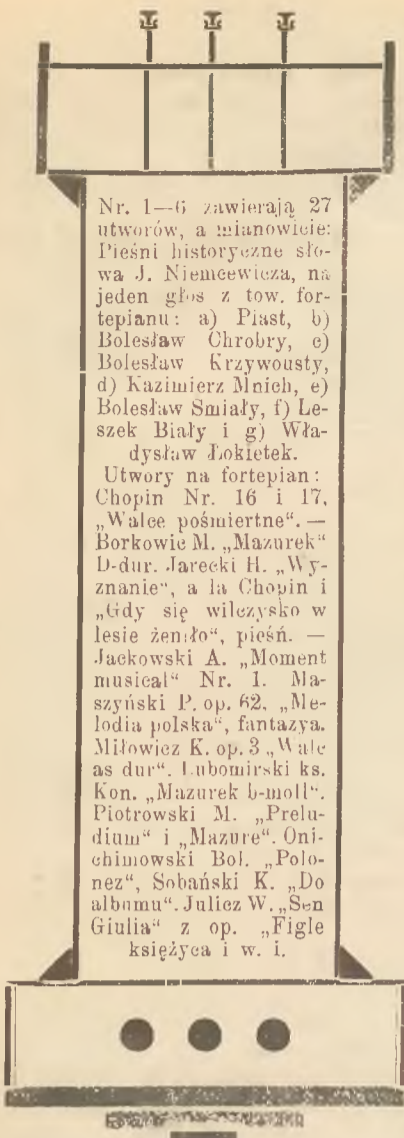 Nr. 1—6 zawierają 27
utworów, a mianowicie:
Pieśni historyczne sło-
wa J. Niemcewicza, na
jeden głos z tow. for-
tepianu: a) Piast, b)
Bolesław Chrobry, c)
Bolesław Krzywousty,
d) Kazimierz Mnich, e)
Bolesław Smiały, f) Le-
szek Biały i g) Wła-
dysław Łokietek.
Utwory na fortepian:
Chopin Nr. 16 i 17,
„Walce pośmiertne“. —
Borkowic M. „Mazurek“
D-dur. Jarecki H. „Wy-
znanie“, a la Chopin i
„Gdy się wilczysko w
lesie żeniło“, pieśń. —
Jackowski A. „Moment
musical“ Nr. 1. Ma-
szyński P. op. 62, „Me-
lodia polska“, fantazya.
Miłowicz K. op. 3 „Walc
as dur“. Lubomirski ks.
Kon. „Mazurek b-moll“.
Piotrowski M. „Prelu-
dium“ i „Mazure“. Oni-
chimowski Bol. „Polo-
nez“, Sobański K. „Do
albumu“. Julicz W. „Sen
Giulia“ z op. „Figle
księżyca i w. i.